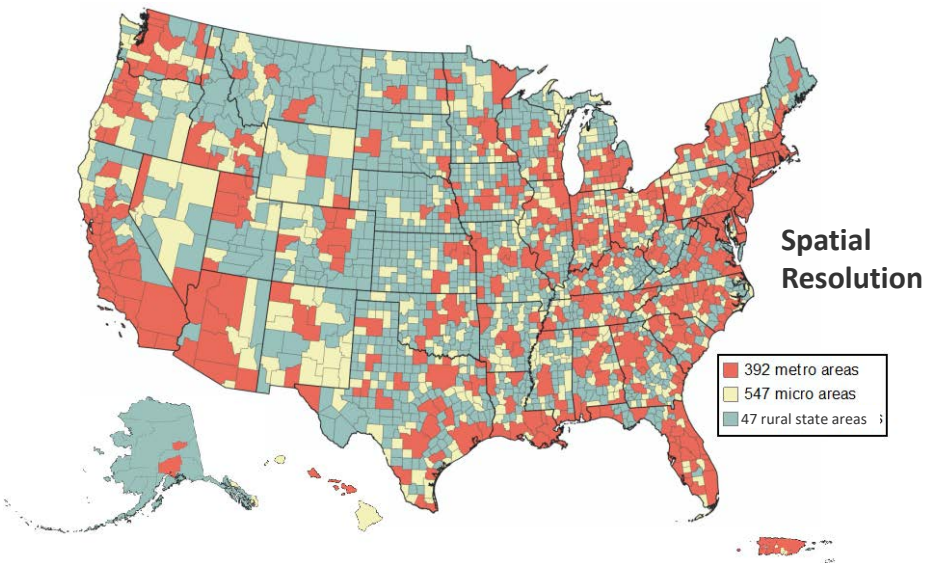 Spatial
Resolution
392 metro areas
547 micro areas
47 rural state areas